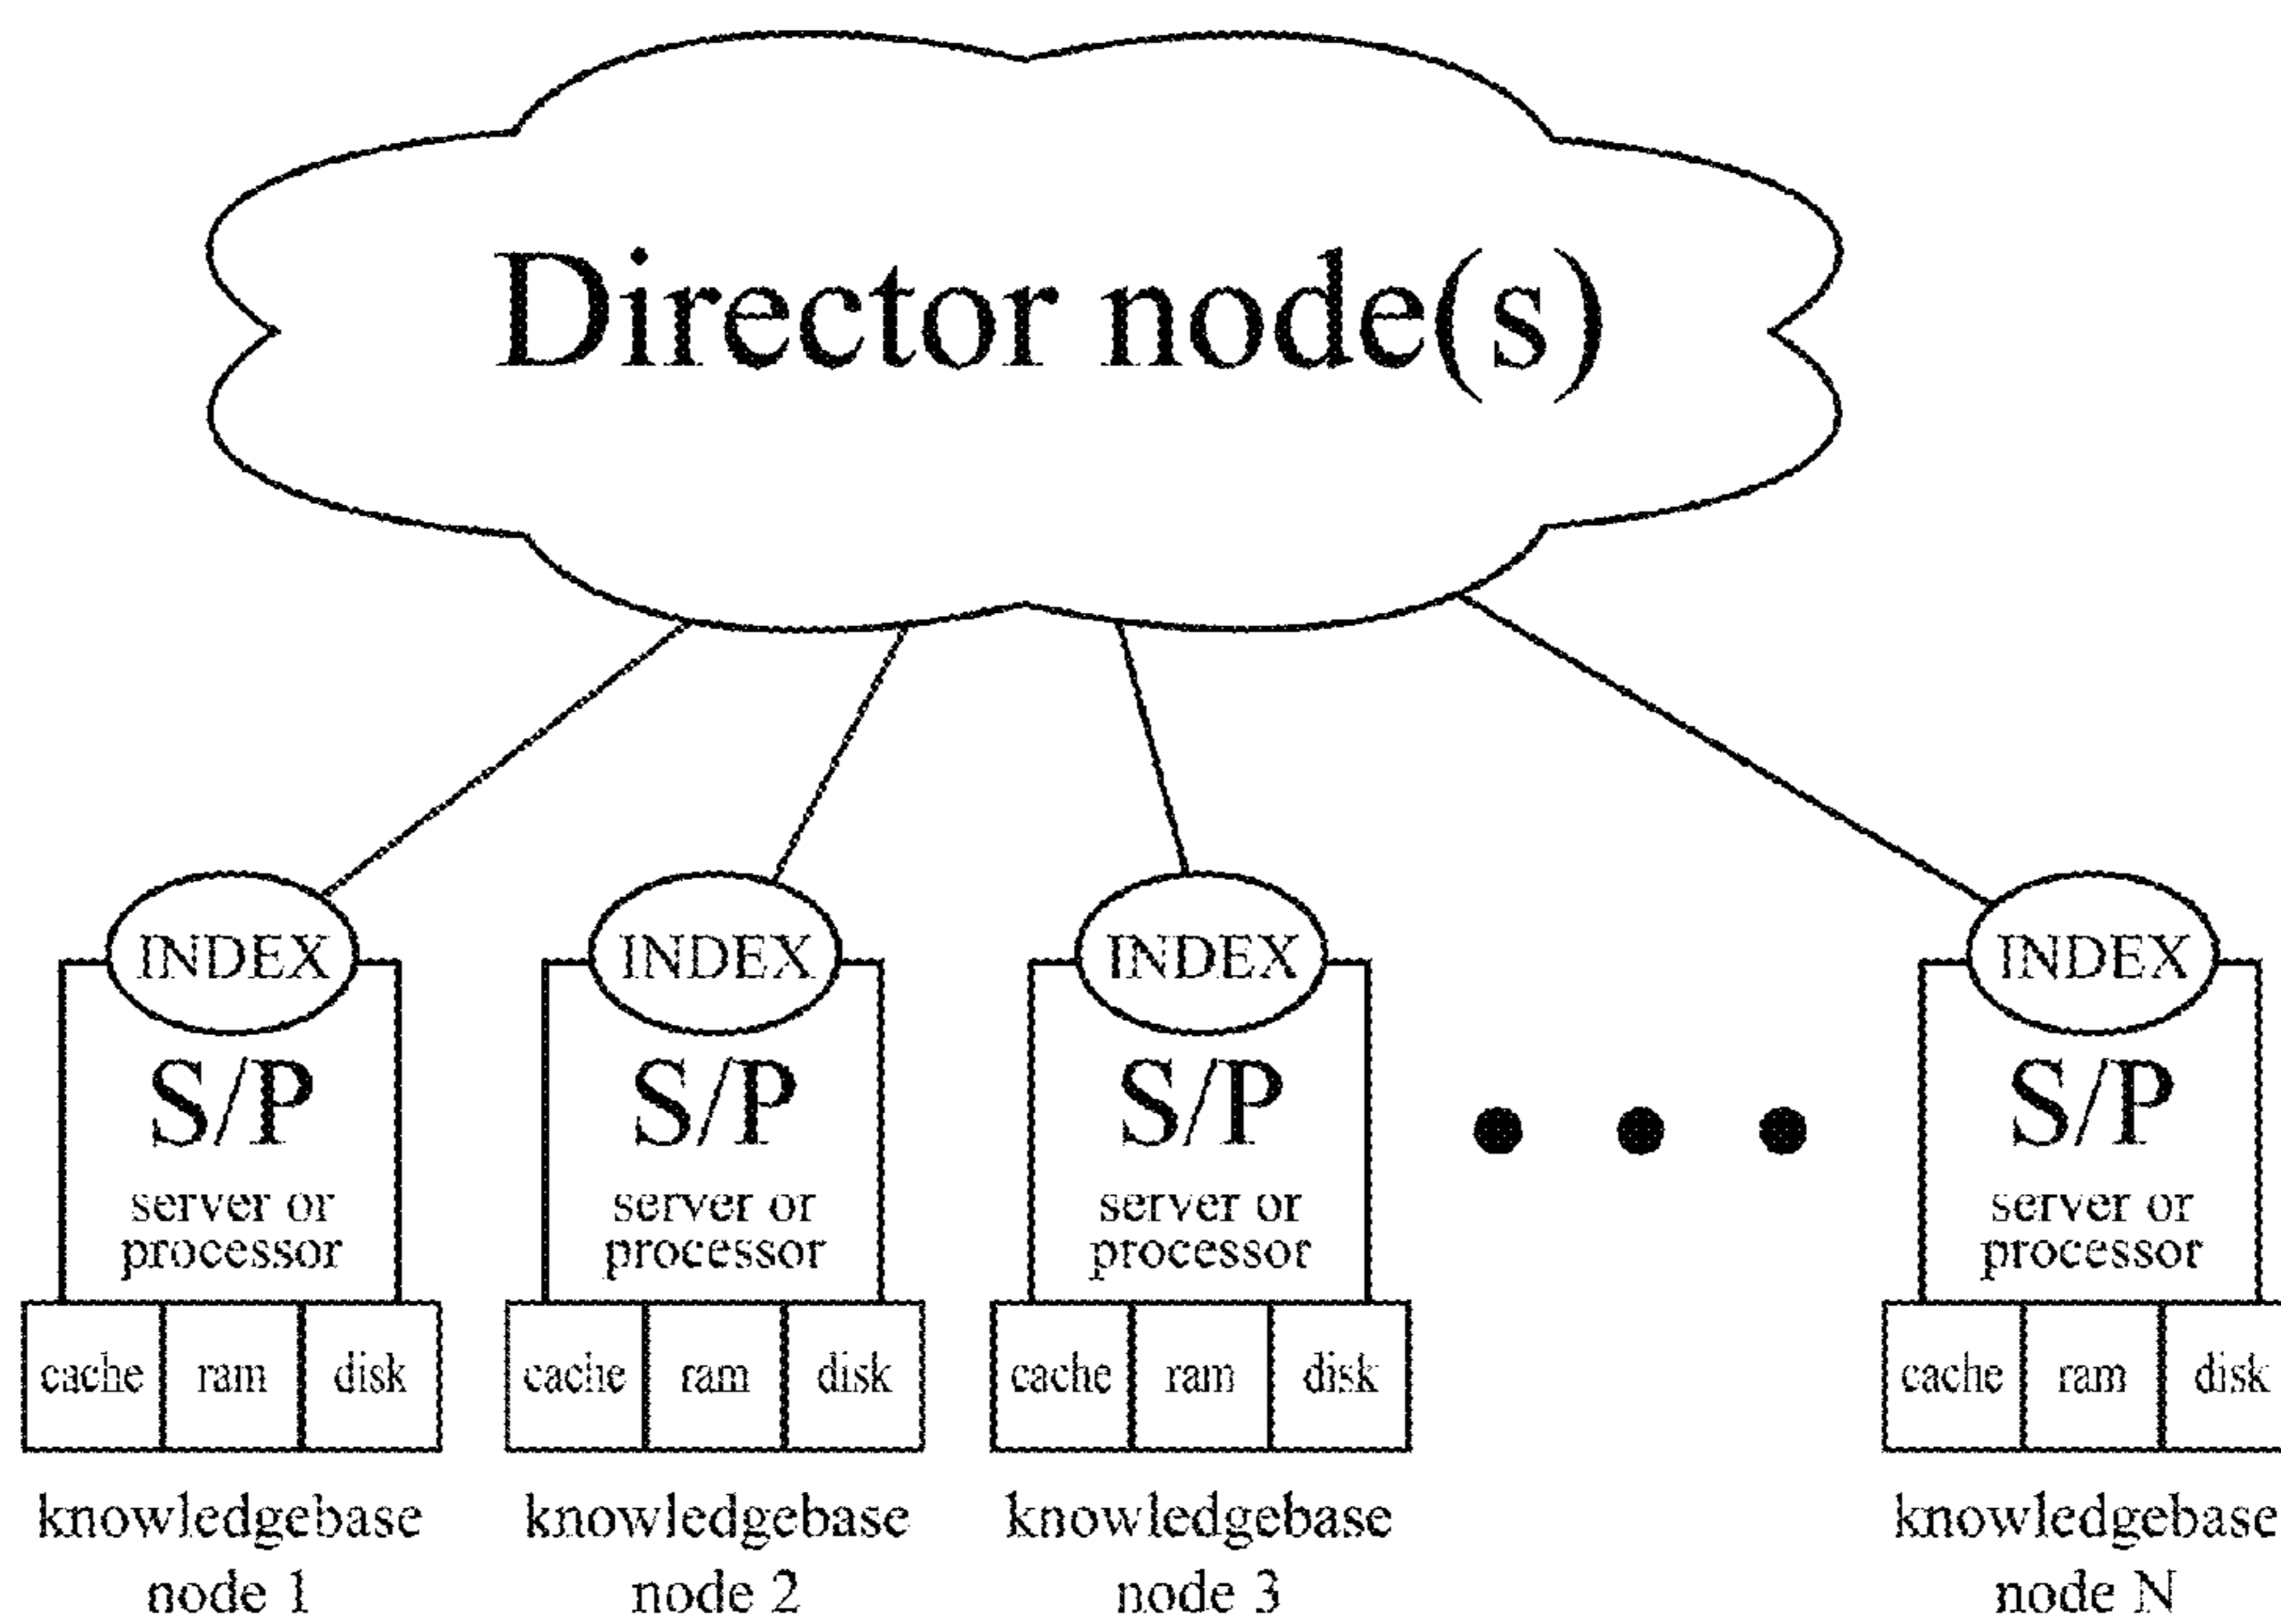 Director node(s)
INDEX INDEX INDEX INDEX
S/P S/P S/P S/P
server or server or server or server or
processor processor processor processor
cache ram disk cache ram disk cache ram disk cache ram disk
knowledgebase knowledgebase knowledgebase knowledgebase
node 1 node 2 node 3 node N